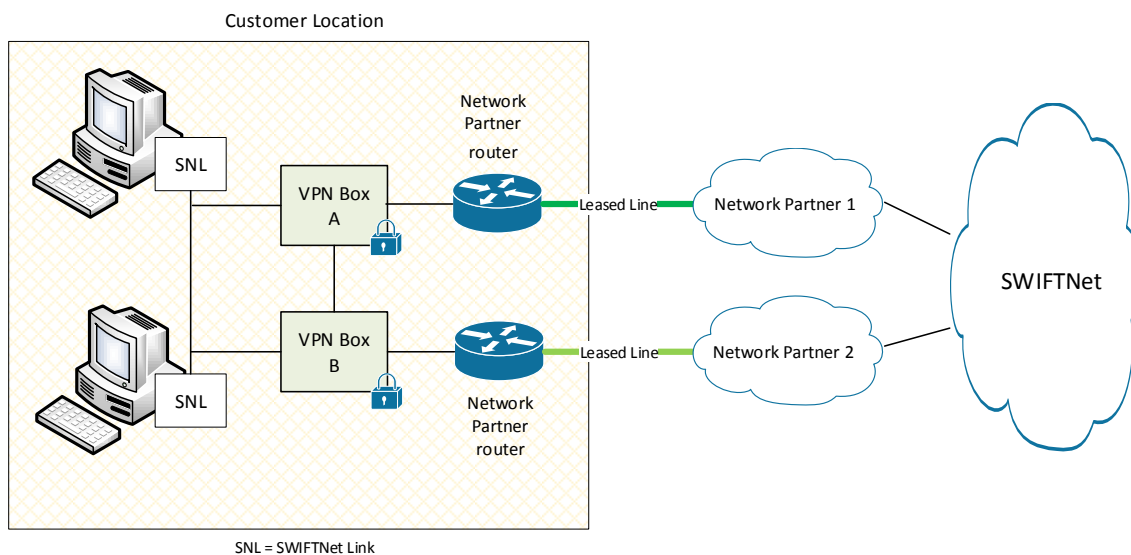 Customer Location
Network
Partner
router
SNL
VPN Box
A
Leased Line
Network Partner 1
SWIFTNet
VPN Box
B
Leased Line
Network Partner 2
SNL
Network
Partner
router
SNL = SWIFTNet Link